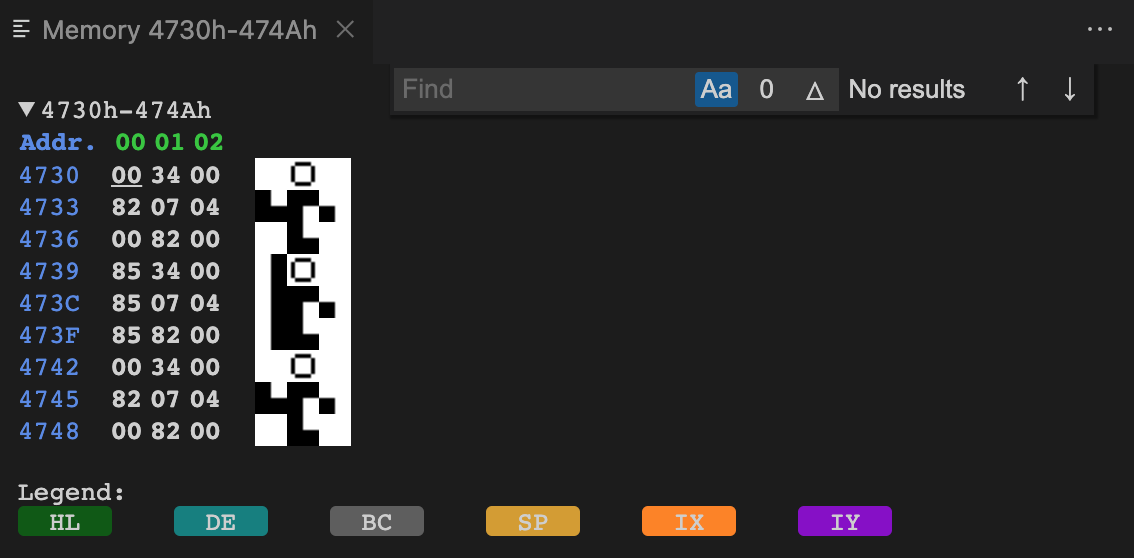 Memory 4730h-474Ah
Find Aa 0 △ No results ↑ ↓
▼4730h-474Ah
Addr. 00 01 02
4730 00 34 00
4733 82 07 04
4736 00 82 00
4739 85 34 00
473C 85 07 04
473F 85 82 00
4742 00 34 00
4745 82 07 04
4748 00 82 00
Legend:
HL DE BC SP IX IY